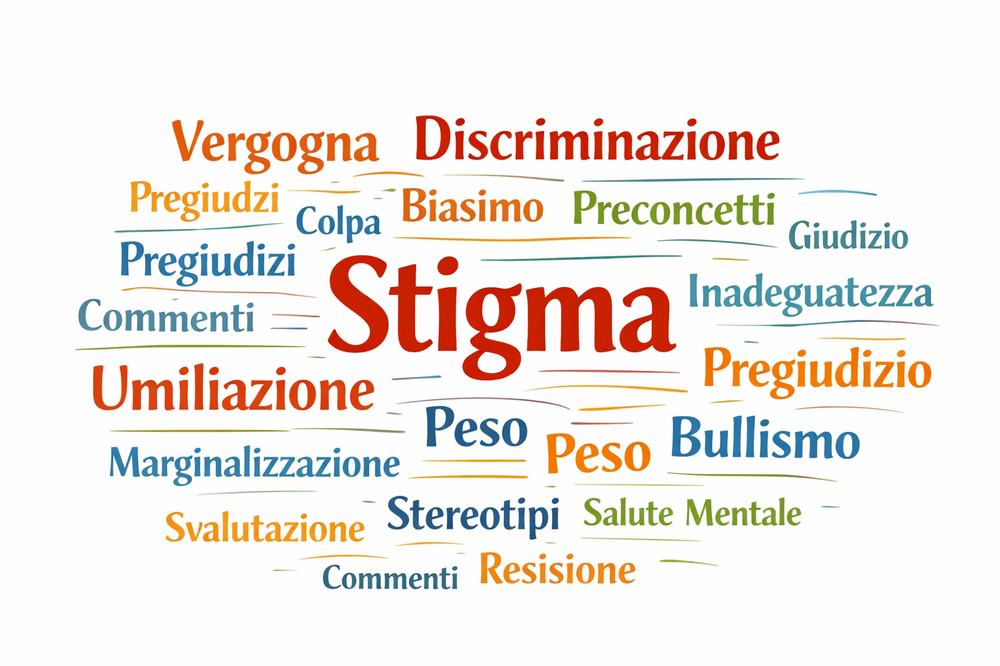 Vergogna Discriminazione
Pregiudzi Colpa Biasimo Preconcetti Giudizio
Pregiudizi Stigma Inadeguatezza
Commenti
Umiliazione Pregiudizio
Peso Peso Bullismo
Marginalizzazione
Svalutazione Stereotipi Salute Mentale
Commenti Resisione